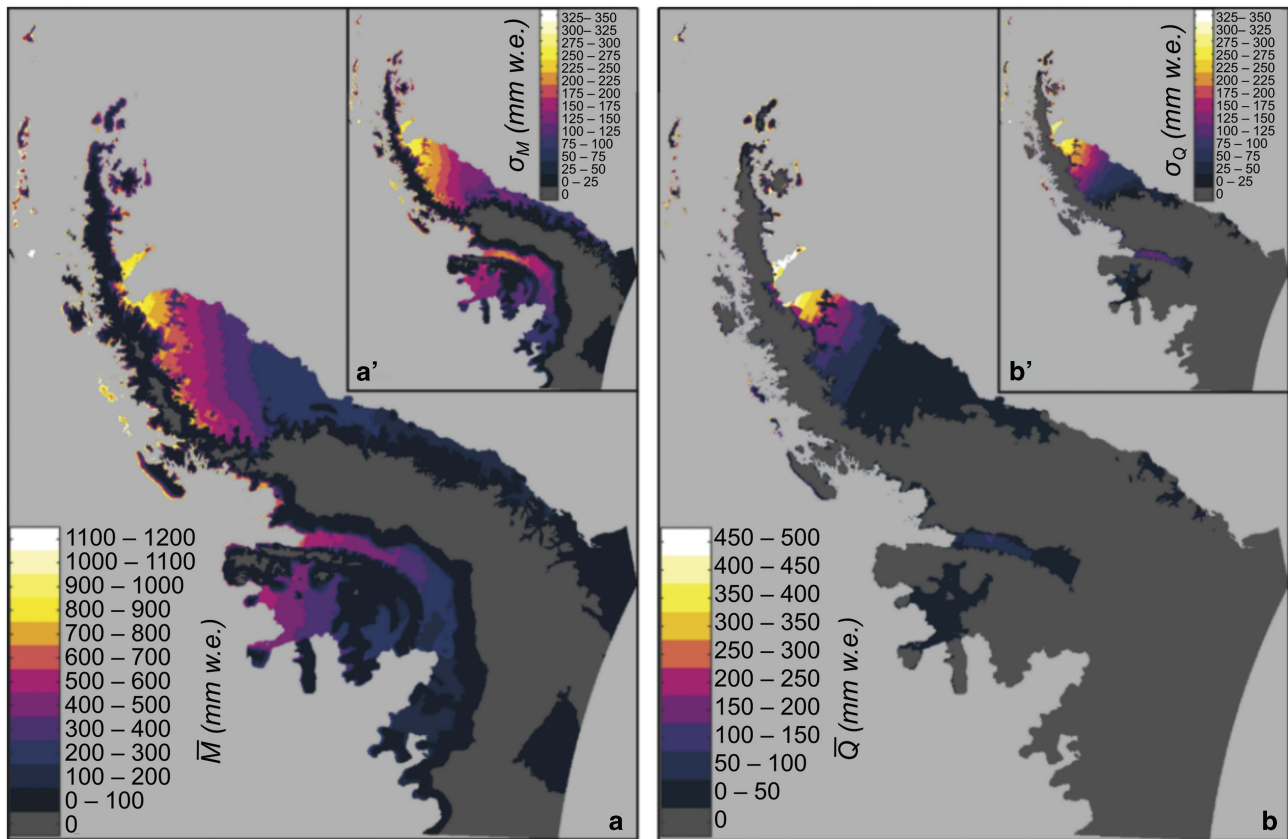 325– 350
300– 325
275– 300
250– 275
225– 250
200 – 225
175 – 200
150 – 175
125 – 150
100 – 125
75 – 100
50 – 75
25 – 50
0 – 25
0
σM (mm w.e.)
a’
1100 – 1200
1000 – 1100
900 – 1000
800 – 900
700 – 800
600 – 700
500 – 600
400 – 500
300 – 400
200 – 300
100 – 200
0 – 100
0
M̅ (mm w.e.)
a
325– 350
300– 325
275– 300
250– 275
225– 250
200 – 225
175 – 200
150 – 175
125 – 150
100 – 125
75 – 100
50 – 75
25 – 50
0 – 25
0
σQ (mm w.e.)
b’
450 – 500
400 – 450
350 – 400
300 – 350
250 – 300
200 – 250
150 – 200
100 – 150
50 – 100
0 – 50
0
Q̅ (mm w.e.)
b